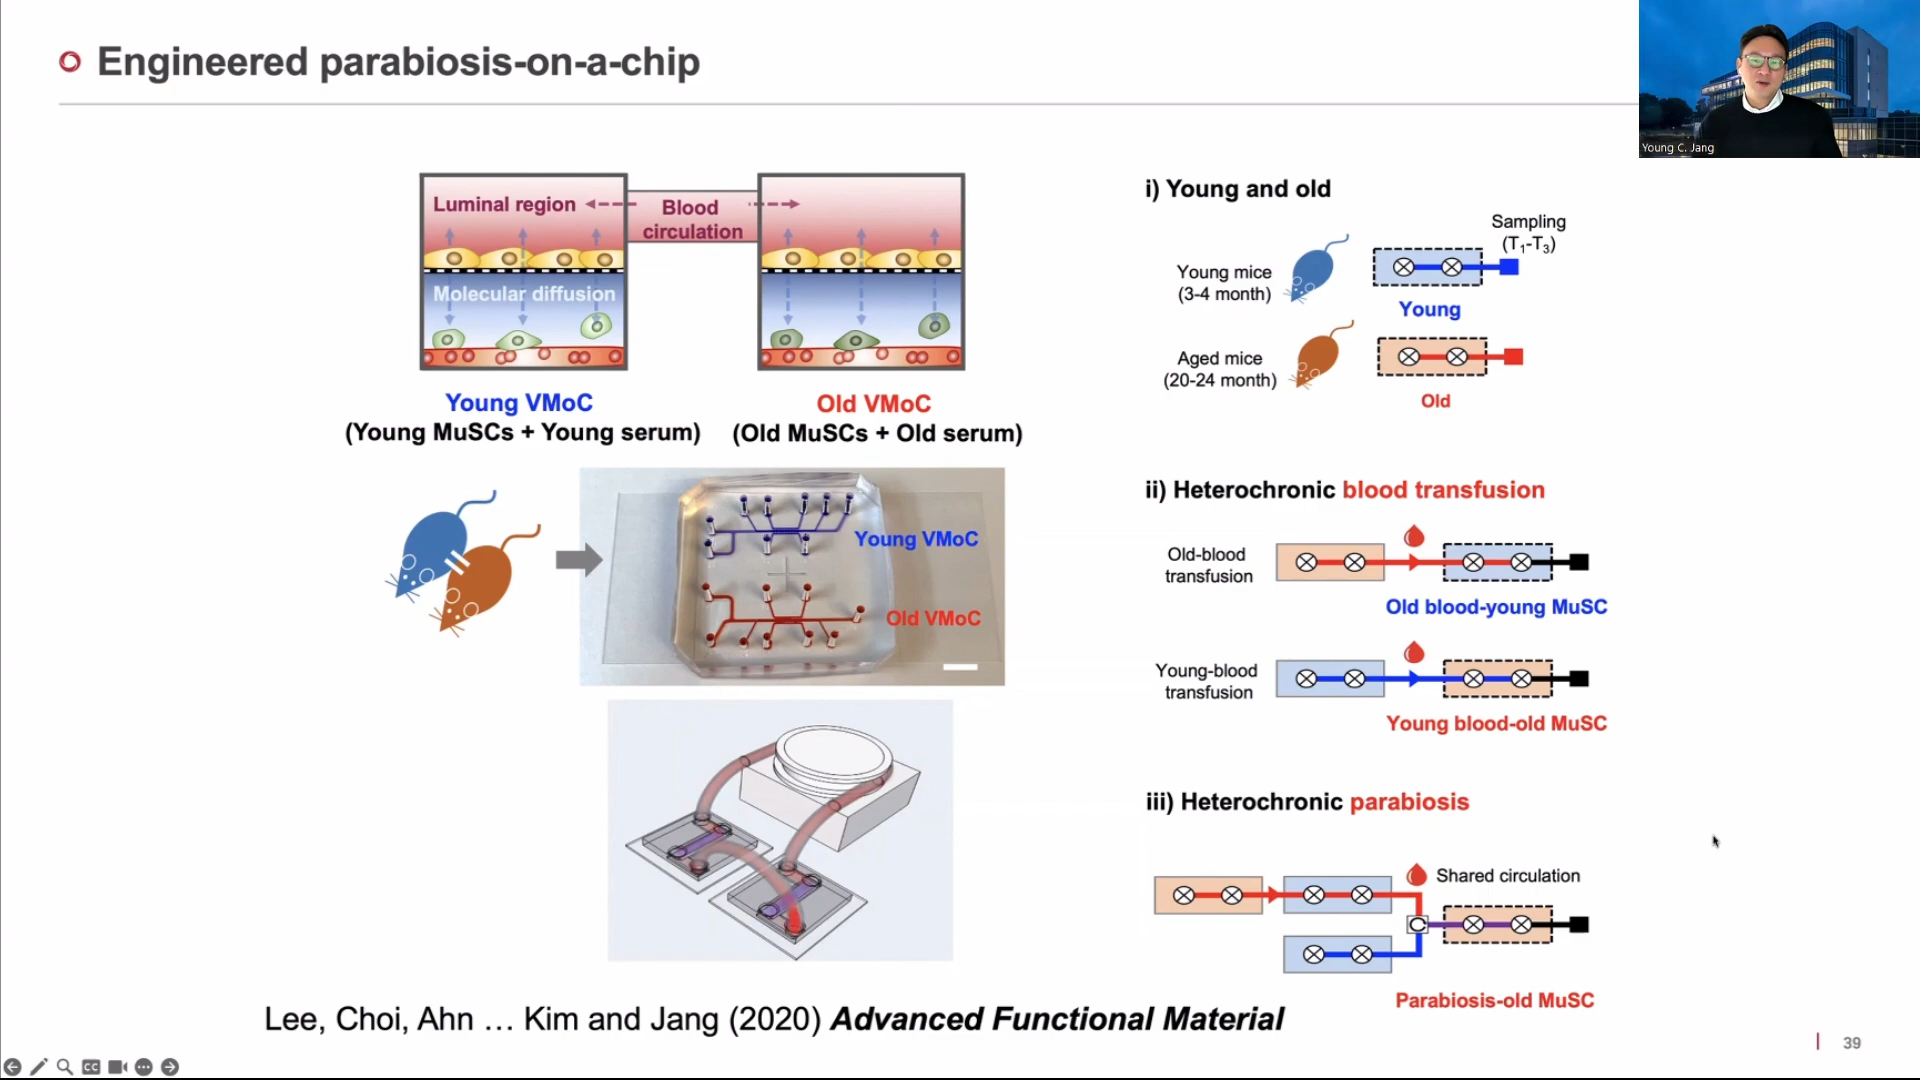 Engineered parabiosis-on-a-chip
Young C. Jang
Luminal region
Blood
circulation
Molecular diffusion
Young VMoC
(Young MuSCs + Young serum)
Old VMoC
(Old MuSCs + Old serum)
Young VMoC
Old VMoC
i) Young and old
Sampling
(T1-T3)
Young mice
(3-4 month)
Young
Aged mice
(20-24 month)
Old
ii) Heterochronic blood transfusion
Old-blood
transfusion
Old blood-young MuSC
Young-blood
transfusion
Young blood-old MuSC
iii) Heterochronic parabiosis
Shared circulation
C
Parabiosis-old MuSC
Lee, Choi, Ahn … Kim and Jang (2020) Advanced Functional Material
39
CC